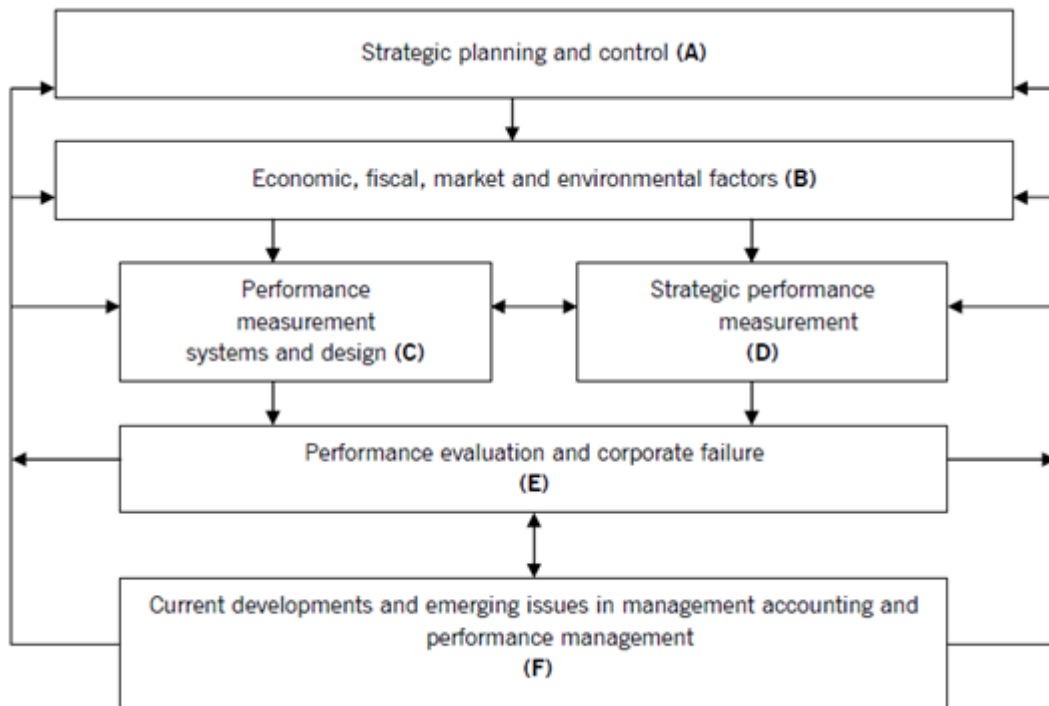 Strategic planning and control (A)
Economic, fiscal, market and environmental factors (B)
Performance
measurement
systems and design (C)
Strategic performance
measurement
(D)
Performance evaluation and corporate failure
(E)
Current developments and emerging issues in management accounting and
performance management
(F)